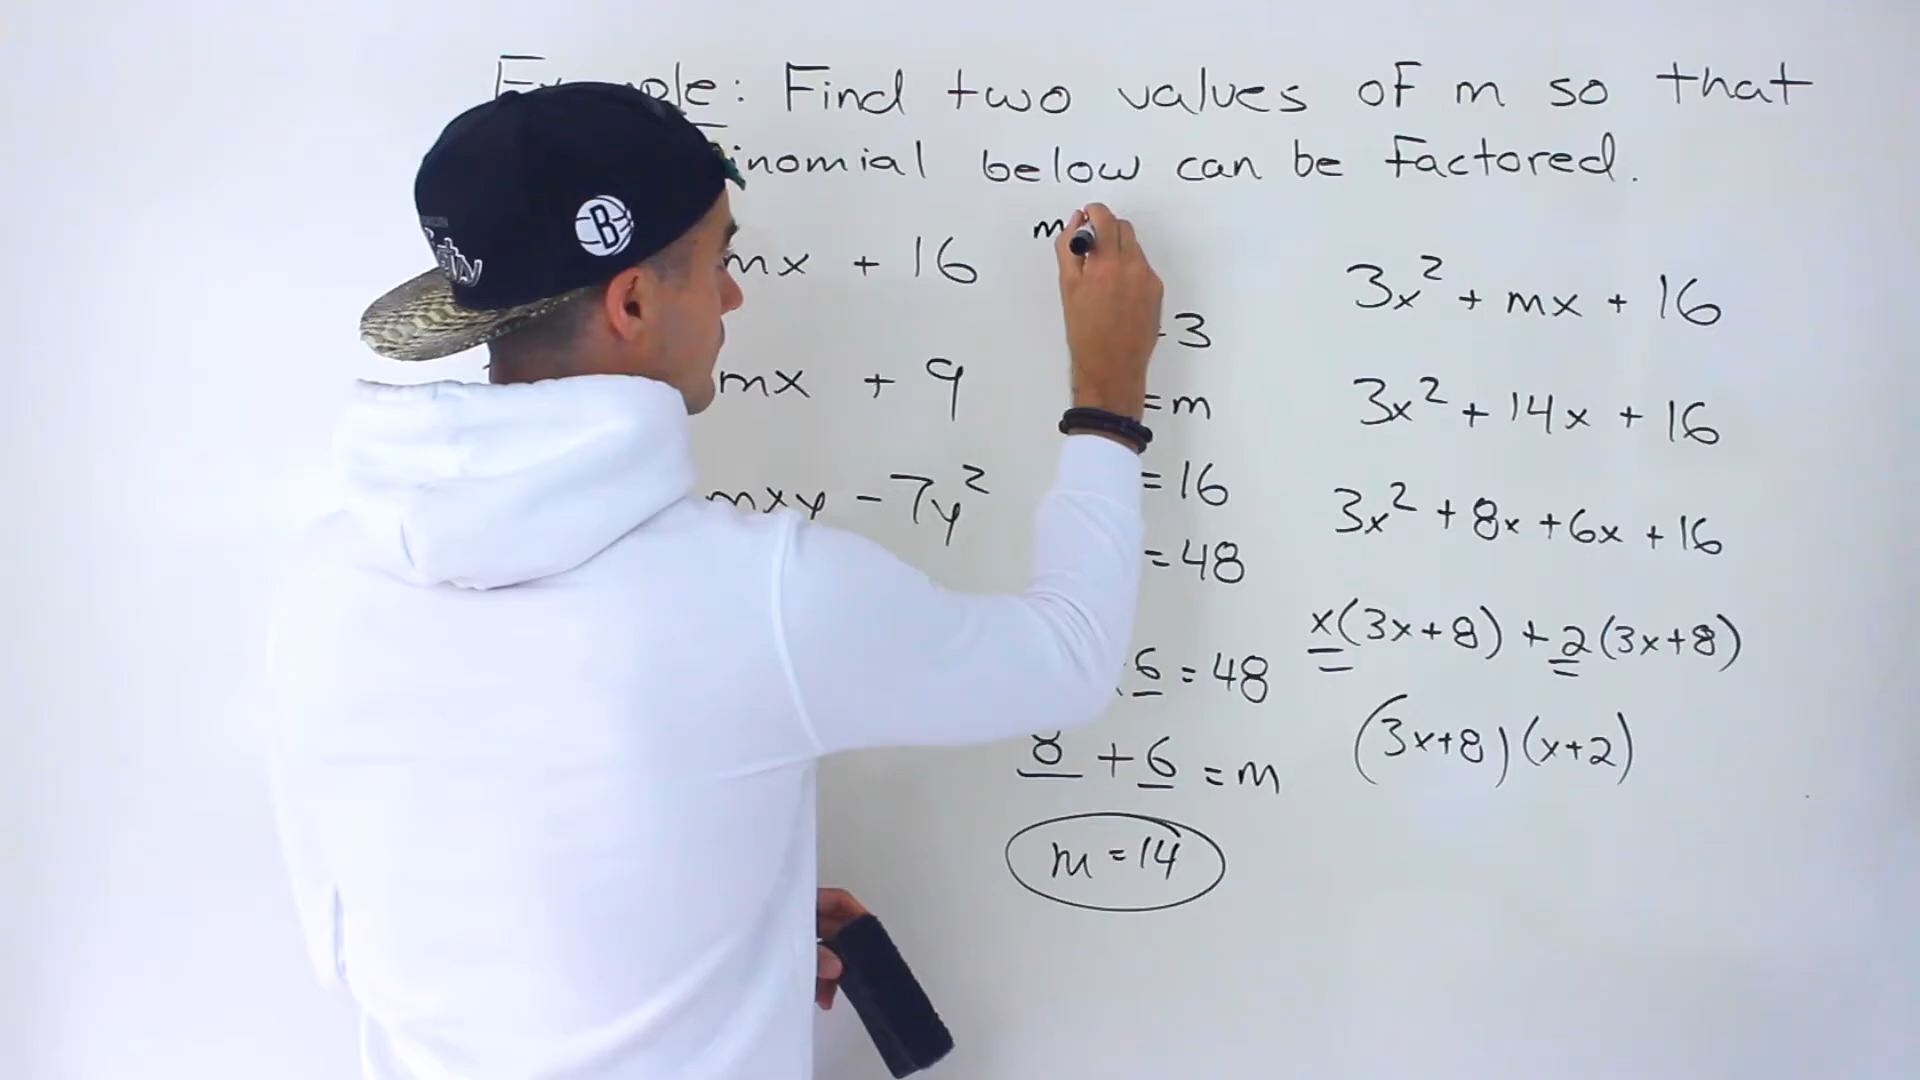 : Find two values of m so that
below can be factored.
mx + 16
mx + 9
mxy - 7y²
m
3
= m
= 16
= 48
6 = 48
8 + 6 = m
m = 14
3x² + mx + 16
3x² + 14x + 16
3x² + 8x + 6x + 16
x(3x+8) + 2(3x+8)
(3x+8)(x+2)
B